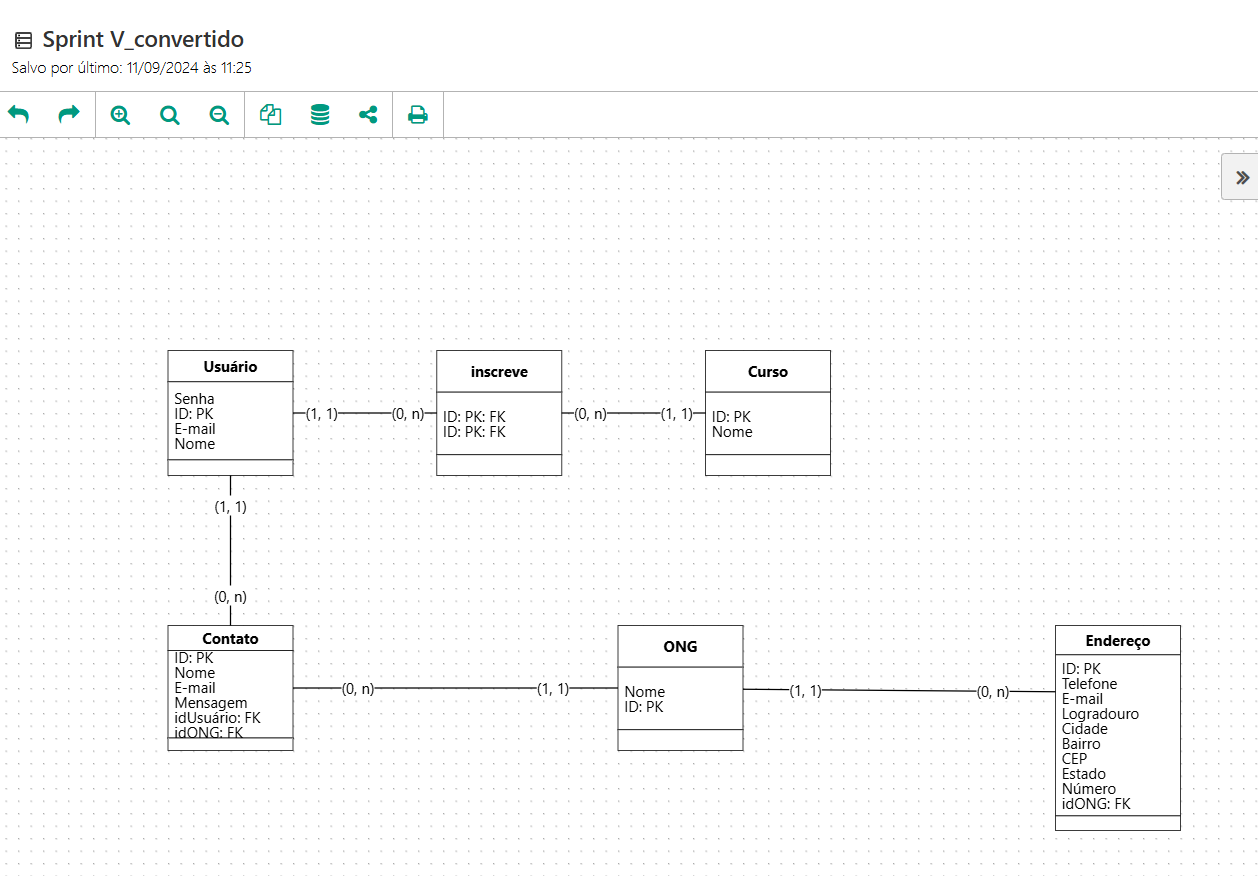 Sprint V_convertido
Salvo por último: 11/09/2024 às 11:25
Usuário
Senha
ID: PK
E-mail
Nome
(1, 1)
(0, n)
inscreve
ID: PK: FK
ID: PK: FK
(0, n)
(1, 1)
Curso
ID: PK
Nome
(1, 1)
(0, n)
Contato
ID: PK
Nome
E-mail
Mensagem
idUsuário: FK
idONG: FK
(0, n)
(1, 1)
ONG
Nome
ID: PK
(1, 1)
(0, n)
Endereço
ID: PK
Telefone
E-mail
Logradouro
Cidade
Bairro
CEP
Estado
Número
idONG: FK